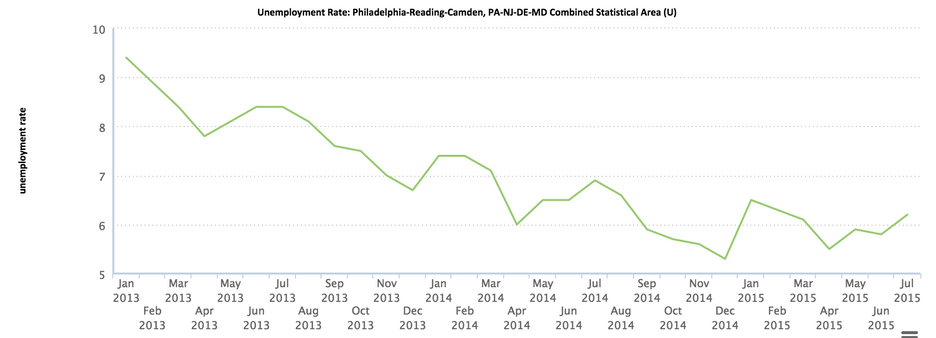 Unemployment Rate: Philadelphia-Reading-Camden, PA-NJ-DE-MD Combined Statistical Area (U)
unemployment rate
10
9
8
7
6
5
Jan 2013
Feb 2013
Mar 2013
Apr 2013
May 2013
Jun 2013
Jul 2013
Aug 2013
Sep 2013
Oct 2013
Nov 2013
Dec 2013
Jan 2014
Feb 2014
Mar 2014
Apr 2014
May 2014
Jun 2014
Jul 2014
Aug 2014
Sep 2014
Oct 2014
Nov 2014
Dec 2014
Jan 2015
Feb 2015
Mar 2015
Apr 2015
May 2015
Jun 2015
Jul 2015